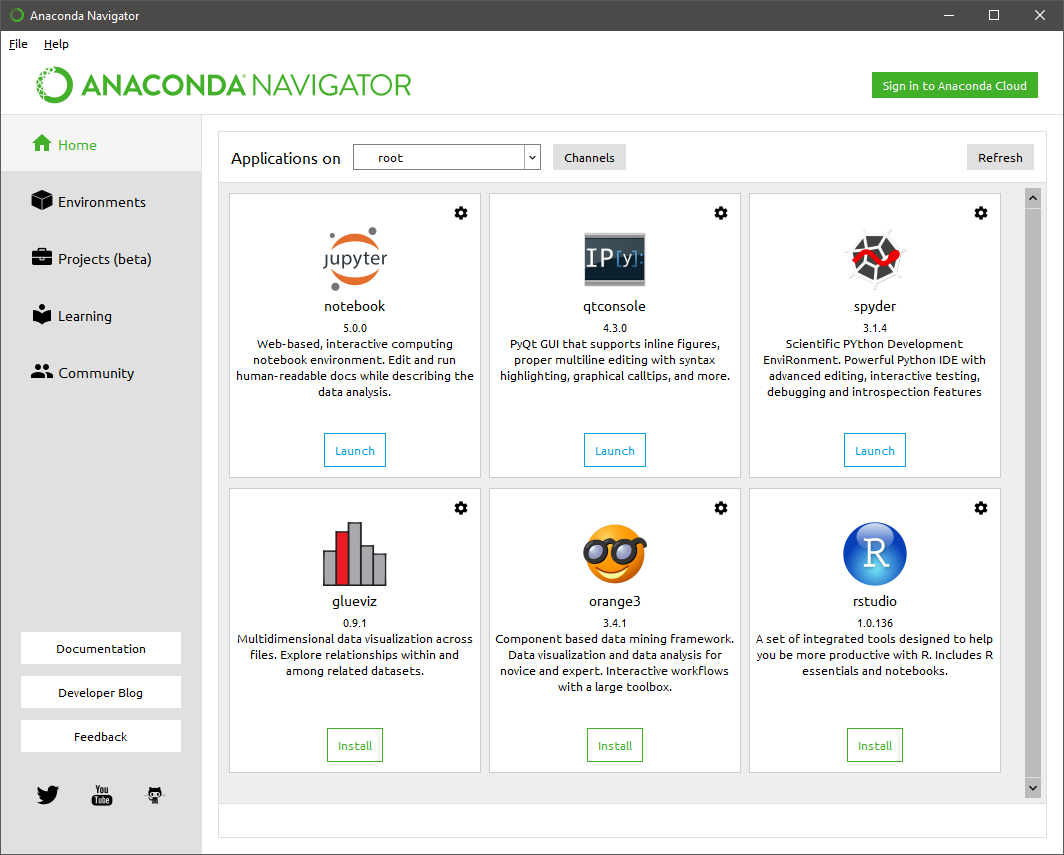 Anaconda Navigator
File Help
ANACONDA NAVIGATOR
Sign in to Anaconda Cloud
Home
Environments
Projects (beta)
Learning
Community
Documentation
Developer Blog
Feedback
You
Tube
Applications on root Channels Refresh
jupyter
notebook
5.0.0
Web-based, interactive computing
notebook environment. Edit and run
human-readable docs while describing the
data analysis.
Launch
IP[y]:
qtconsole
4.3.0
PyQt GUI that supports inline figures,
proper multiline editing with syntax
highlighting, graphical calltips, and more.
Launch
spyder
3.1.4
Scientific PYthon Development
EnviRonment. Powerful Python IDE with
advanced editing, interactive testing,
debugging and introspection features
Launch
glueviz
0.9.1
Multidimensional data visualization across
files. Explore relationships within and
among related datasets.
Install
orange3
3.4.1
Component based data mining framework.
Data visualization and data analysis for
novice and expert. Interactive workflows
with a large toolbox.
Install
R
rstudio
1.0.136
A set of integrated tools designed to help
you be more productive with R. Includes R
essentials and notebooks.
Install